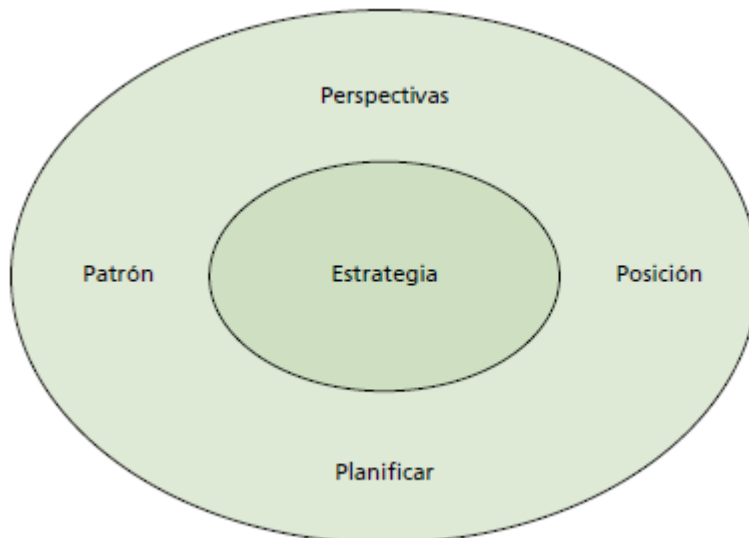 Perspectivas
Patrón
Estrategia
Posición
Planificar